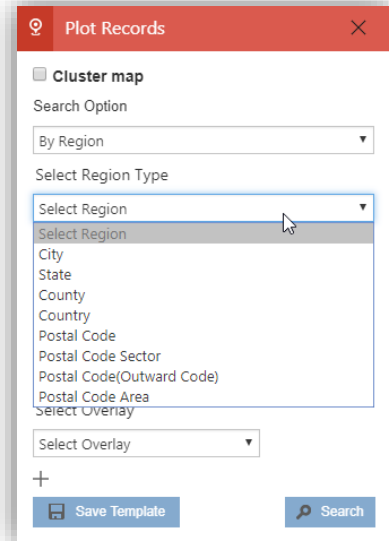 Plot Records
Cluster map
Search Option
By Region
Select Region Type
Select Region
Select Region
City
State
County
Country
Postal Code
Postal Code Sector
Postal Code(Outward Code)
Postal Code Area
Select Overlay
Select Overlay
Save Template
Search